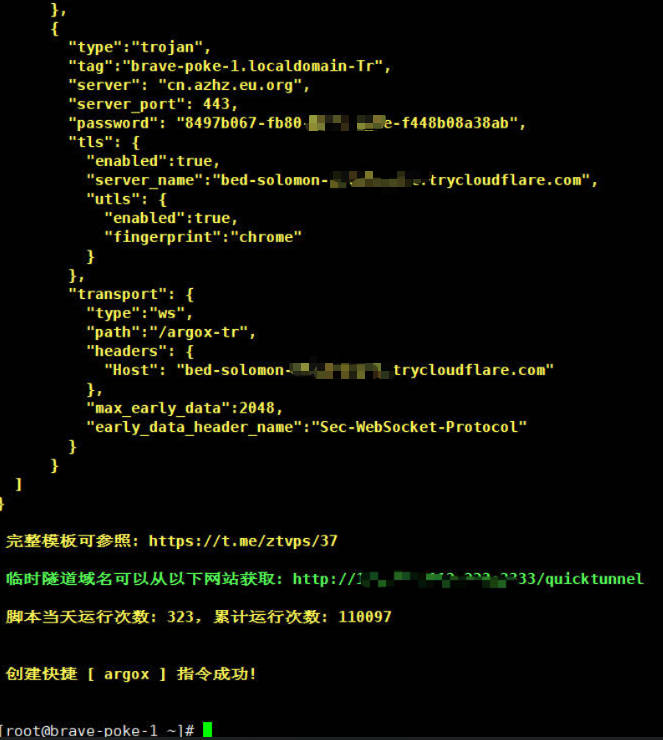 },
{
"type":"trojan",
"tag":"brave-poke-1.localdomain-Tr",
"server": "cn.azhz.eu.org",
"server_port": 443,
"password": "8497b067-fb80- e-f448b08a38ab",
"tls": {
"enabled":true,
"server_name":"bed-solomon- .trycloudflare.com",
"utls": {
"enabled":true,
"fingerprint":"chrome"
}
},
"transport": {
"type":"ws",
"path":"/argox-tr",
"headers": {
"Host": "bed-solomon- trycloudflare.com"
},
"max_early_data":2048,
"early_data_header_name":"Sec-WebSocket-Protocol"
}
}
]
}
完整模板可参照: https://t.me/ztvps/37
临时隧道域名可以从以下网站获取: http://1 33/quicktunnel
脚本当天运行次数: 323, 累计运行次数: 110097
创建快捷 [ argox ] 指令成功!
[root@brave-poke-1 ~]#